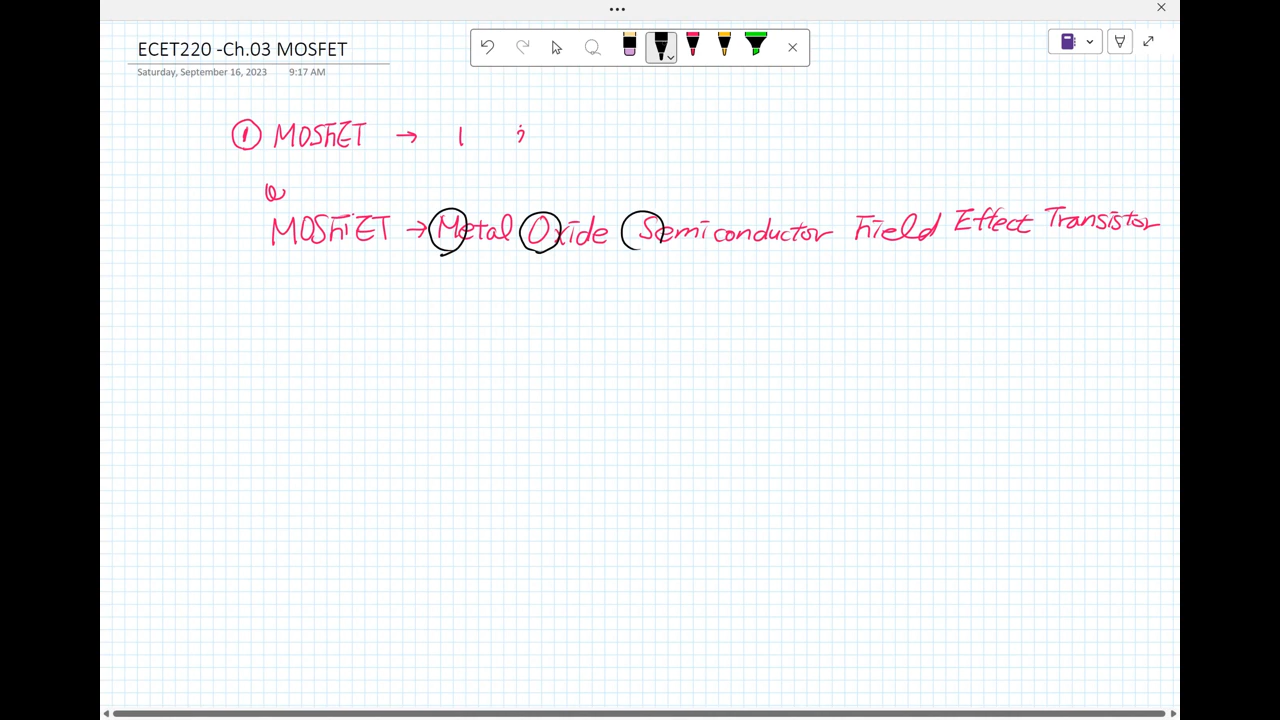 ECET220 -Ch.03 MOSFET
Saturday, September 16, 2023 9:17 AM
① MOSFET →
MOSFET → Metal Oxide Semiconductor Field Effect Transistor